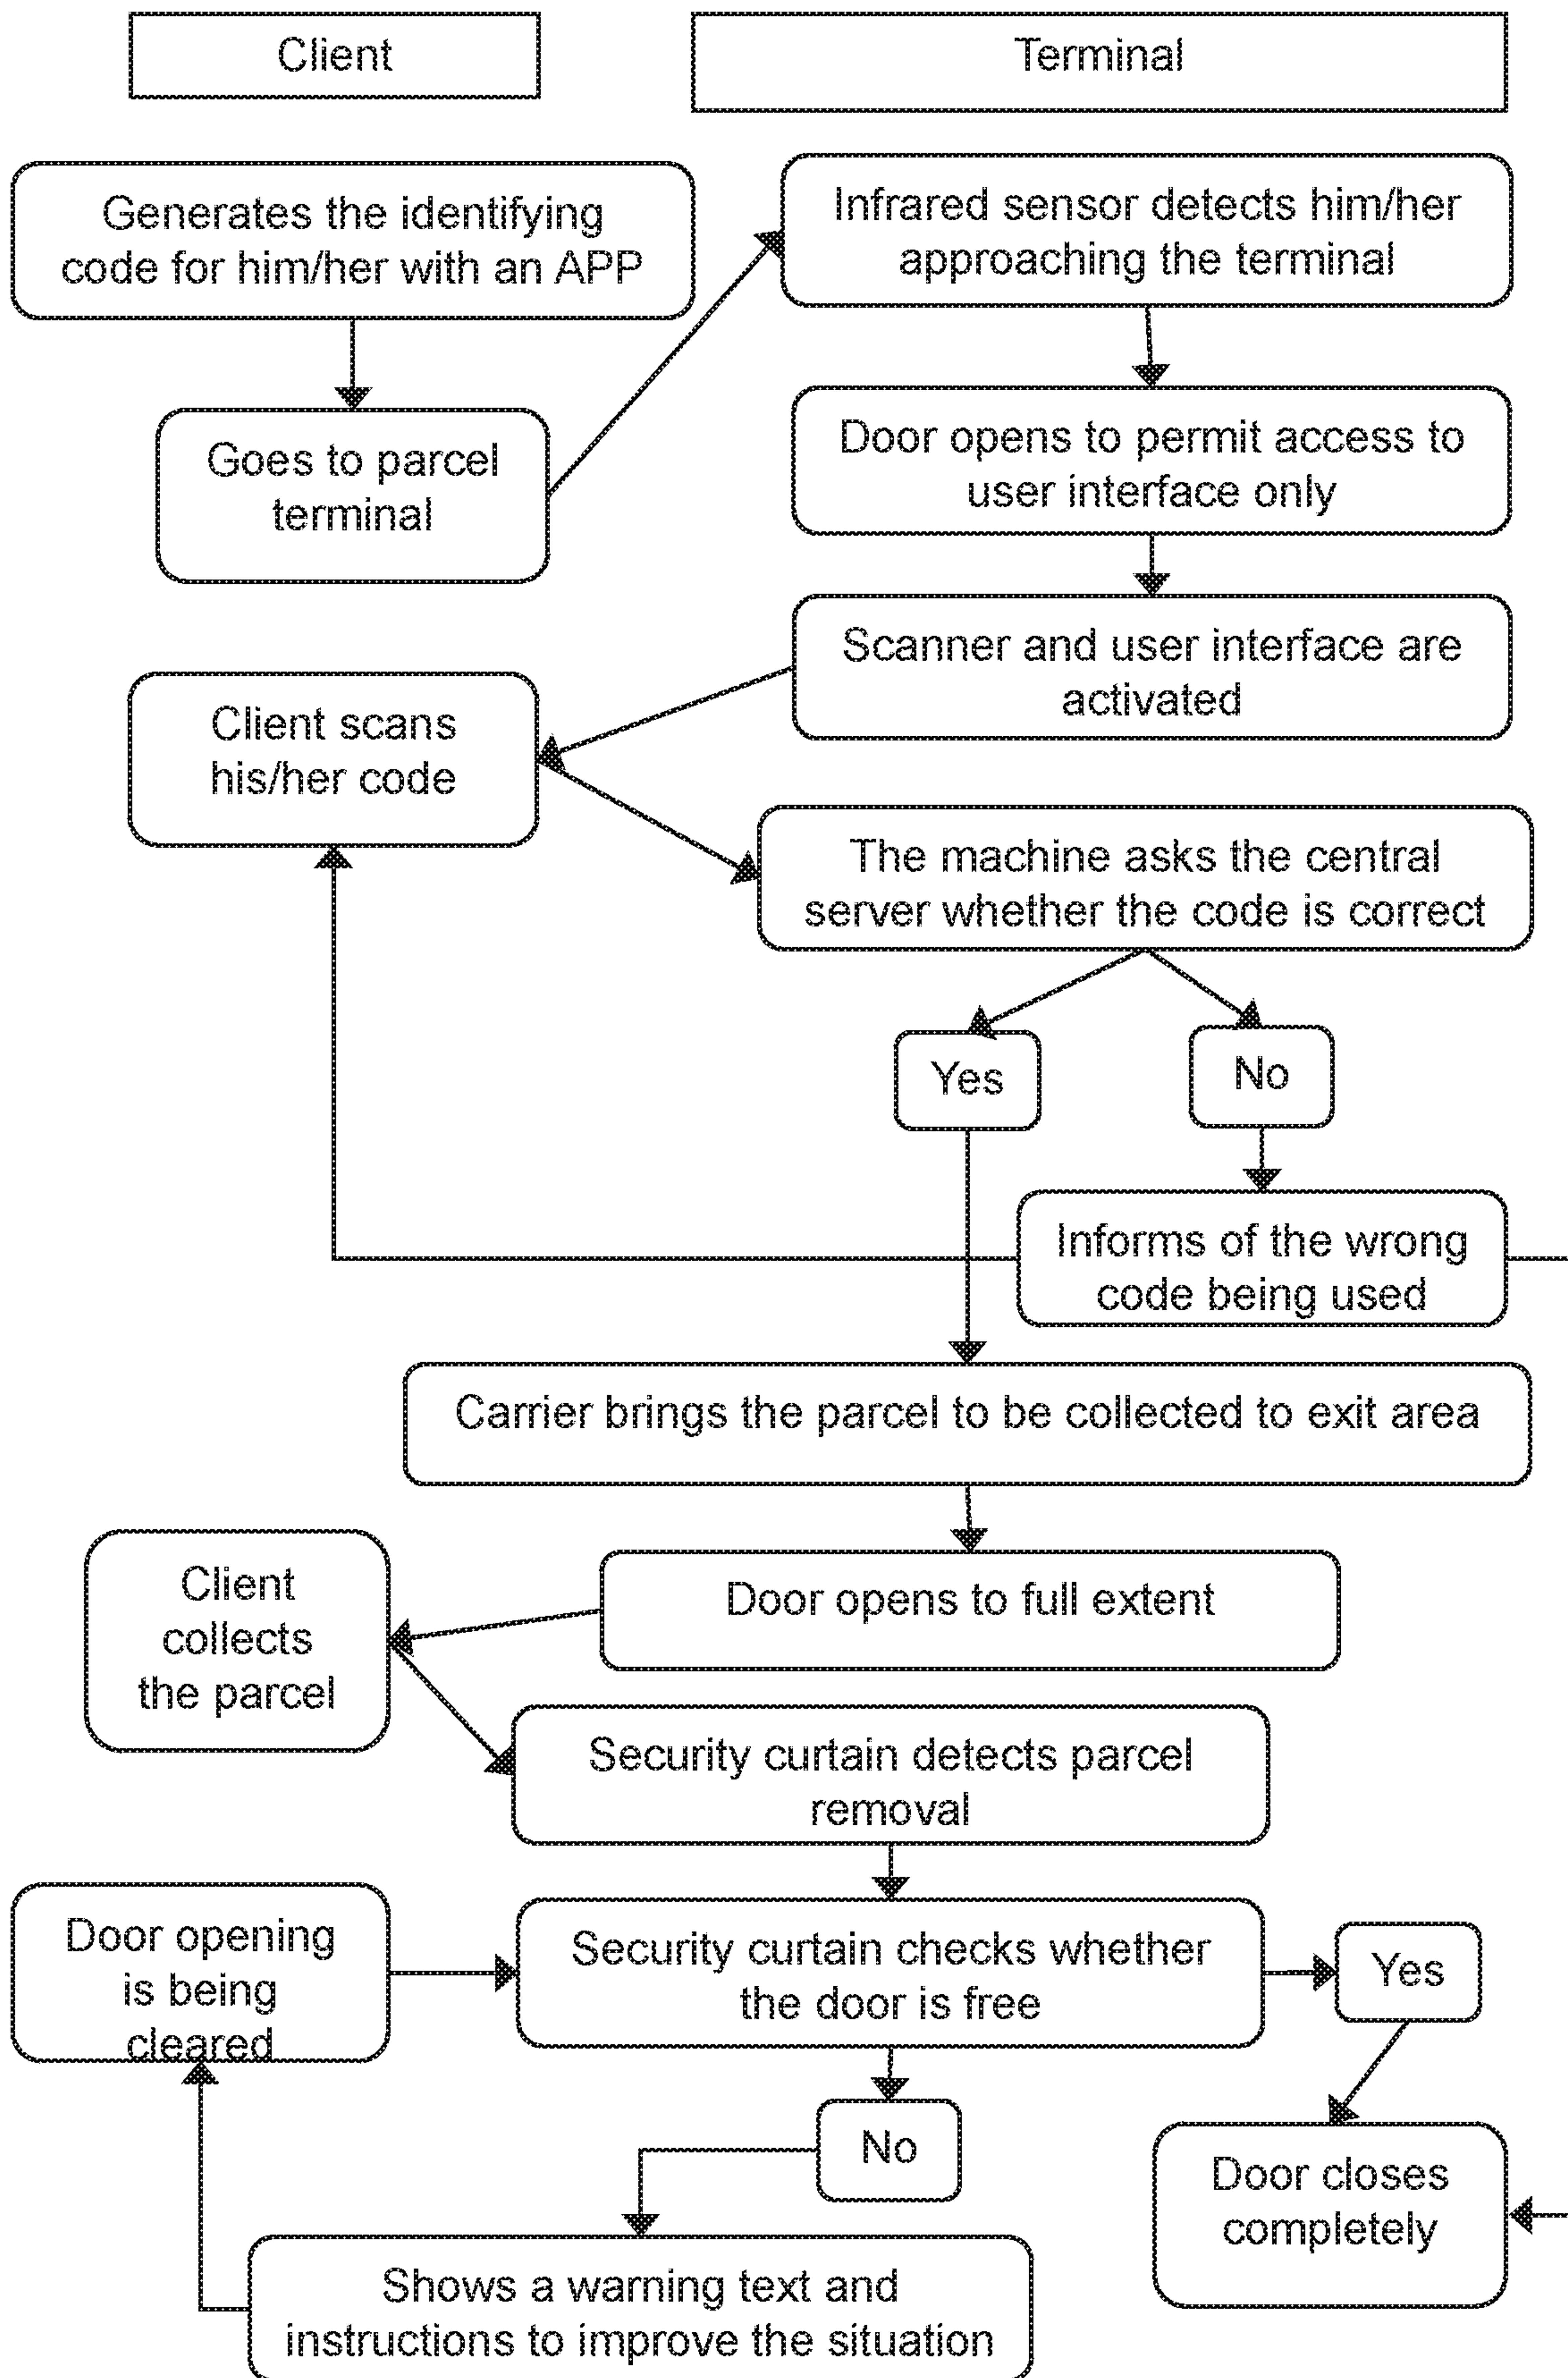 Client
Terminal
Generates the identifying
code for him/her with an APP
Infrared sensor detects him/her
approaching the terminal
Goes to parcel
terminal
Door opens to permit access to
user interface only
Scanner and user interface are
activated
Client scans
his/her code
The machine asks the central
server whether the code is correct
Yes
No
Informs of the wrong
code being used
Carrier brings the parcel to be collected to exit area
Door opens to full extent
Client
collects
the parcel
Security curtain detects parcel
removal
Door opening
is being
cleared
Security curtain checks whether
the door is free
Yes
No
Door closes
completely
Shows a warning text and
instructions to improve the situation